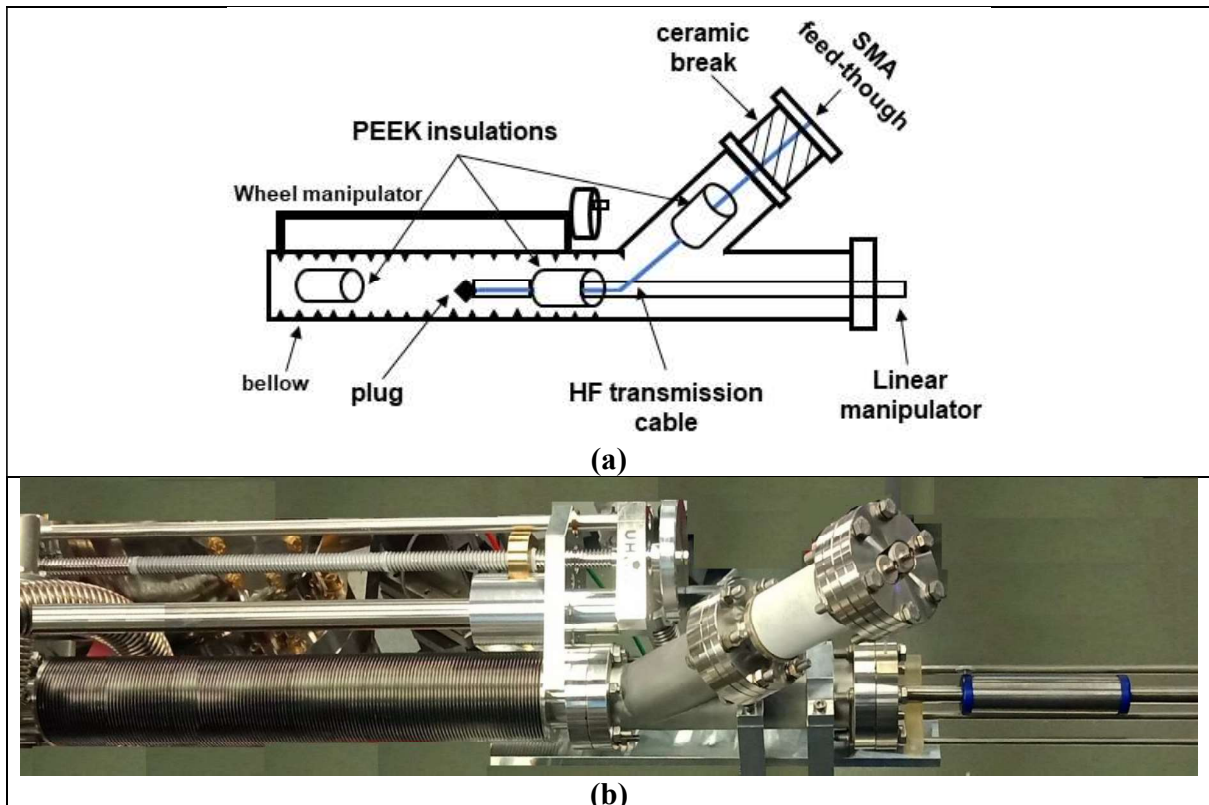 ceramic
break
SMA
feed-though
PEEK insulations
Wheel manipulator
bellow
plug
HF transmission
cable
Linear
manipulator
(a)
UH
(b)